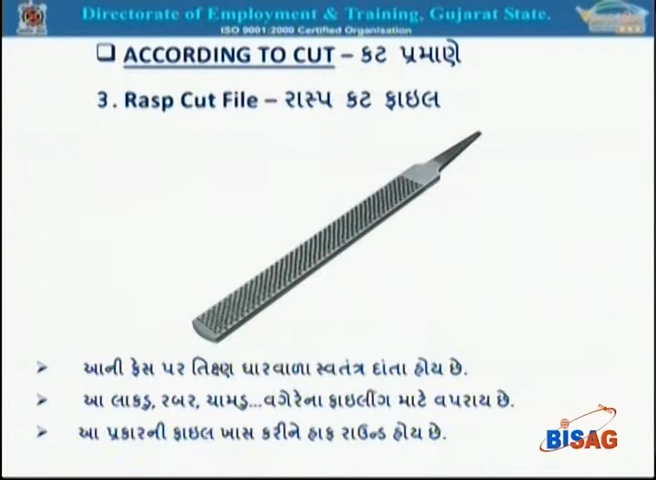 Directorate of Employment & Training, Gujarat State.
ISO 9001:2000 Certified Organisation
❑ ACCORDING TO CUT – કટ પ્રમાણે
3. Rasp Cut File – રાસ્પ કટ ફાઇલ
➢ આની ફેસ પર તિક્ષ્ણ ધારવાળા સ્વતંત્ર દાંતા હોય છે.
➢ આ લાકડુ, રબર, ચામડુ...વગેરેના ફાઇલીંગ માટે વપરાય છે.
➢ આ પ્રકારની ફાઇલ ખાસ કરીને હાફ રાઉન્ડ હોય છે.
BISAG